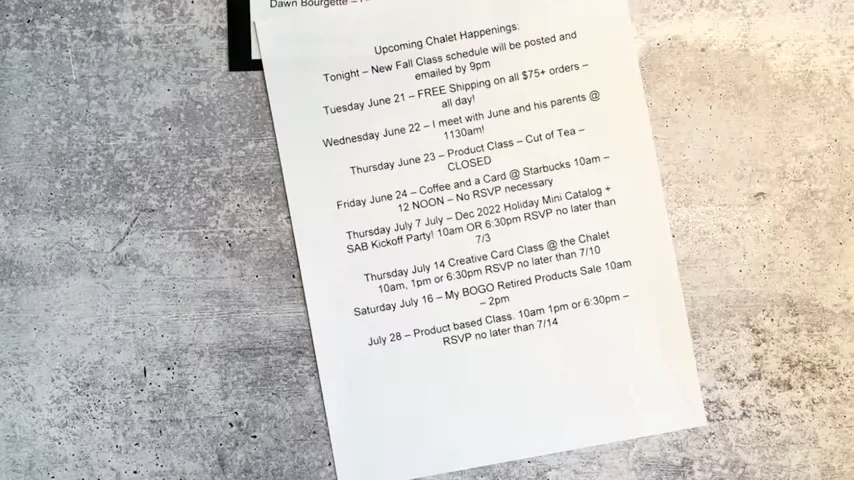 Dawn Bourgette –
Upcoming Chalet Happenings:
Tonight – New Fall Class schedule will be posted and
emailed by 9pm
Tuesday June 21 – FREE Shipping on all $75+ orders –
all day!
Wednesday June 22 – I meet with June and his parents @
1130am!
Thursday June 23 – Product Class – Cut of Tea –
CLOSED
Friday June 24 – Coffee and a Card @ Starbucks 10am –
12 NOON – No RSVP necessary
Thursday July 7 July – Dec 2022 Holiday Mini Catalog +
SAB Kickoff Party! 10am OR 6:30pm RSVP no later than
7/3
Thursday July 14 Creative Card Class @ the Chalet
10am, 1pm or 6:30pm RSVP no later than 7/10
Saturday July 16 – My BOGO Retired Products Sale 10am
– 2pm
July 28 – Product based Class. 10am 1pm or 6:30pm –
RSVP no later than 7/14